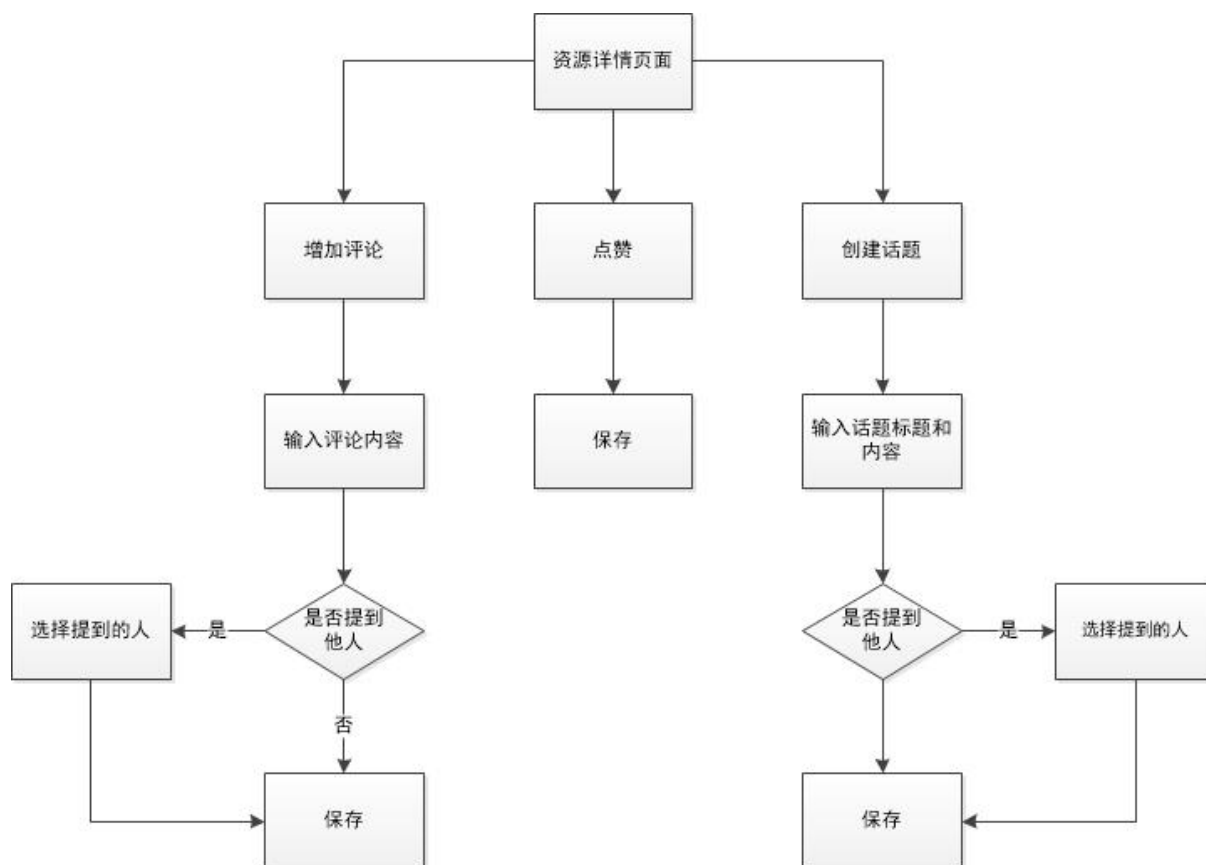 资源详情页面
增加评论
点赞
创建话题
输入评论内容
保存
输入话题标题和
内容
选择提到的人
是
是否提到
他人
是否提到
他人
是
选择提到的人
否
保存
保存